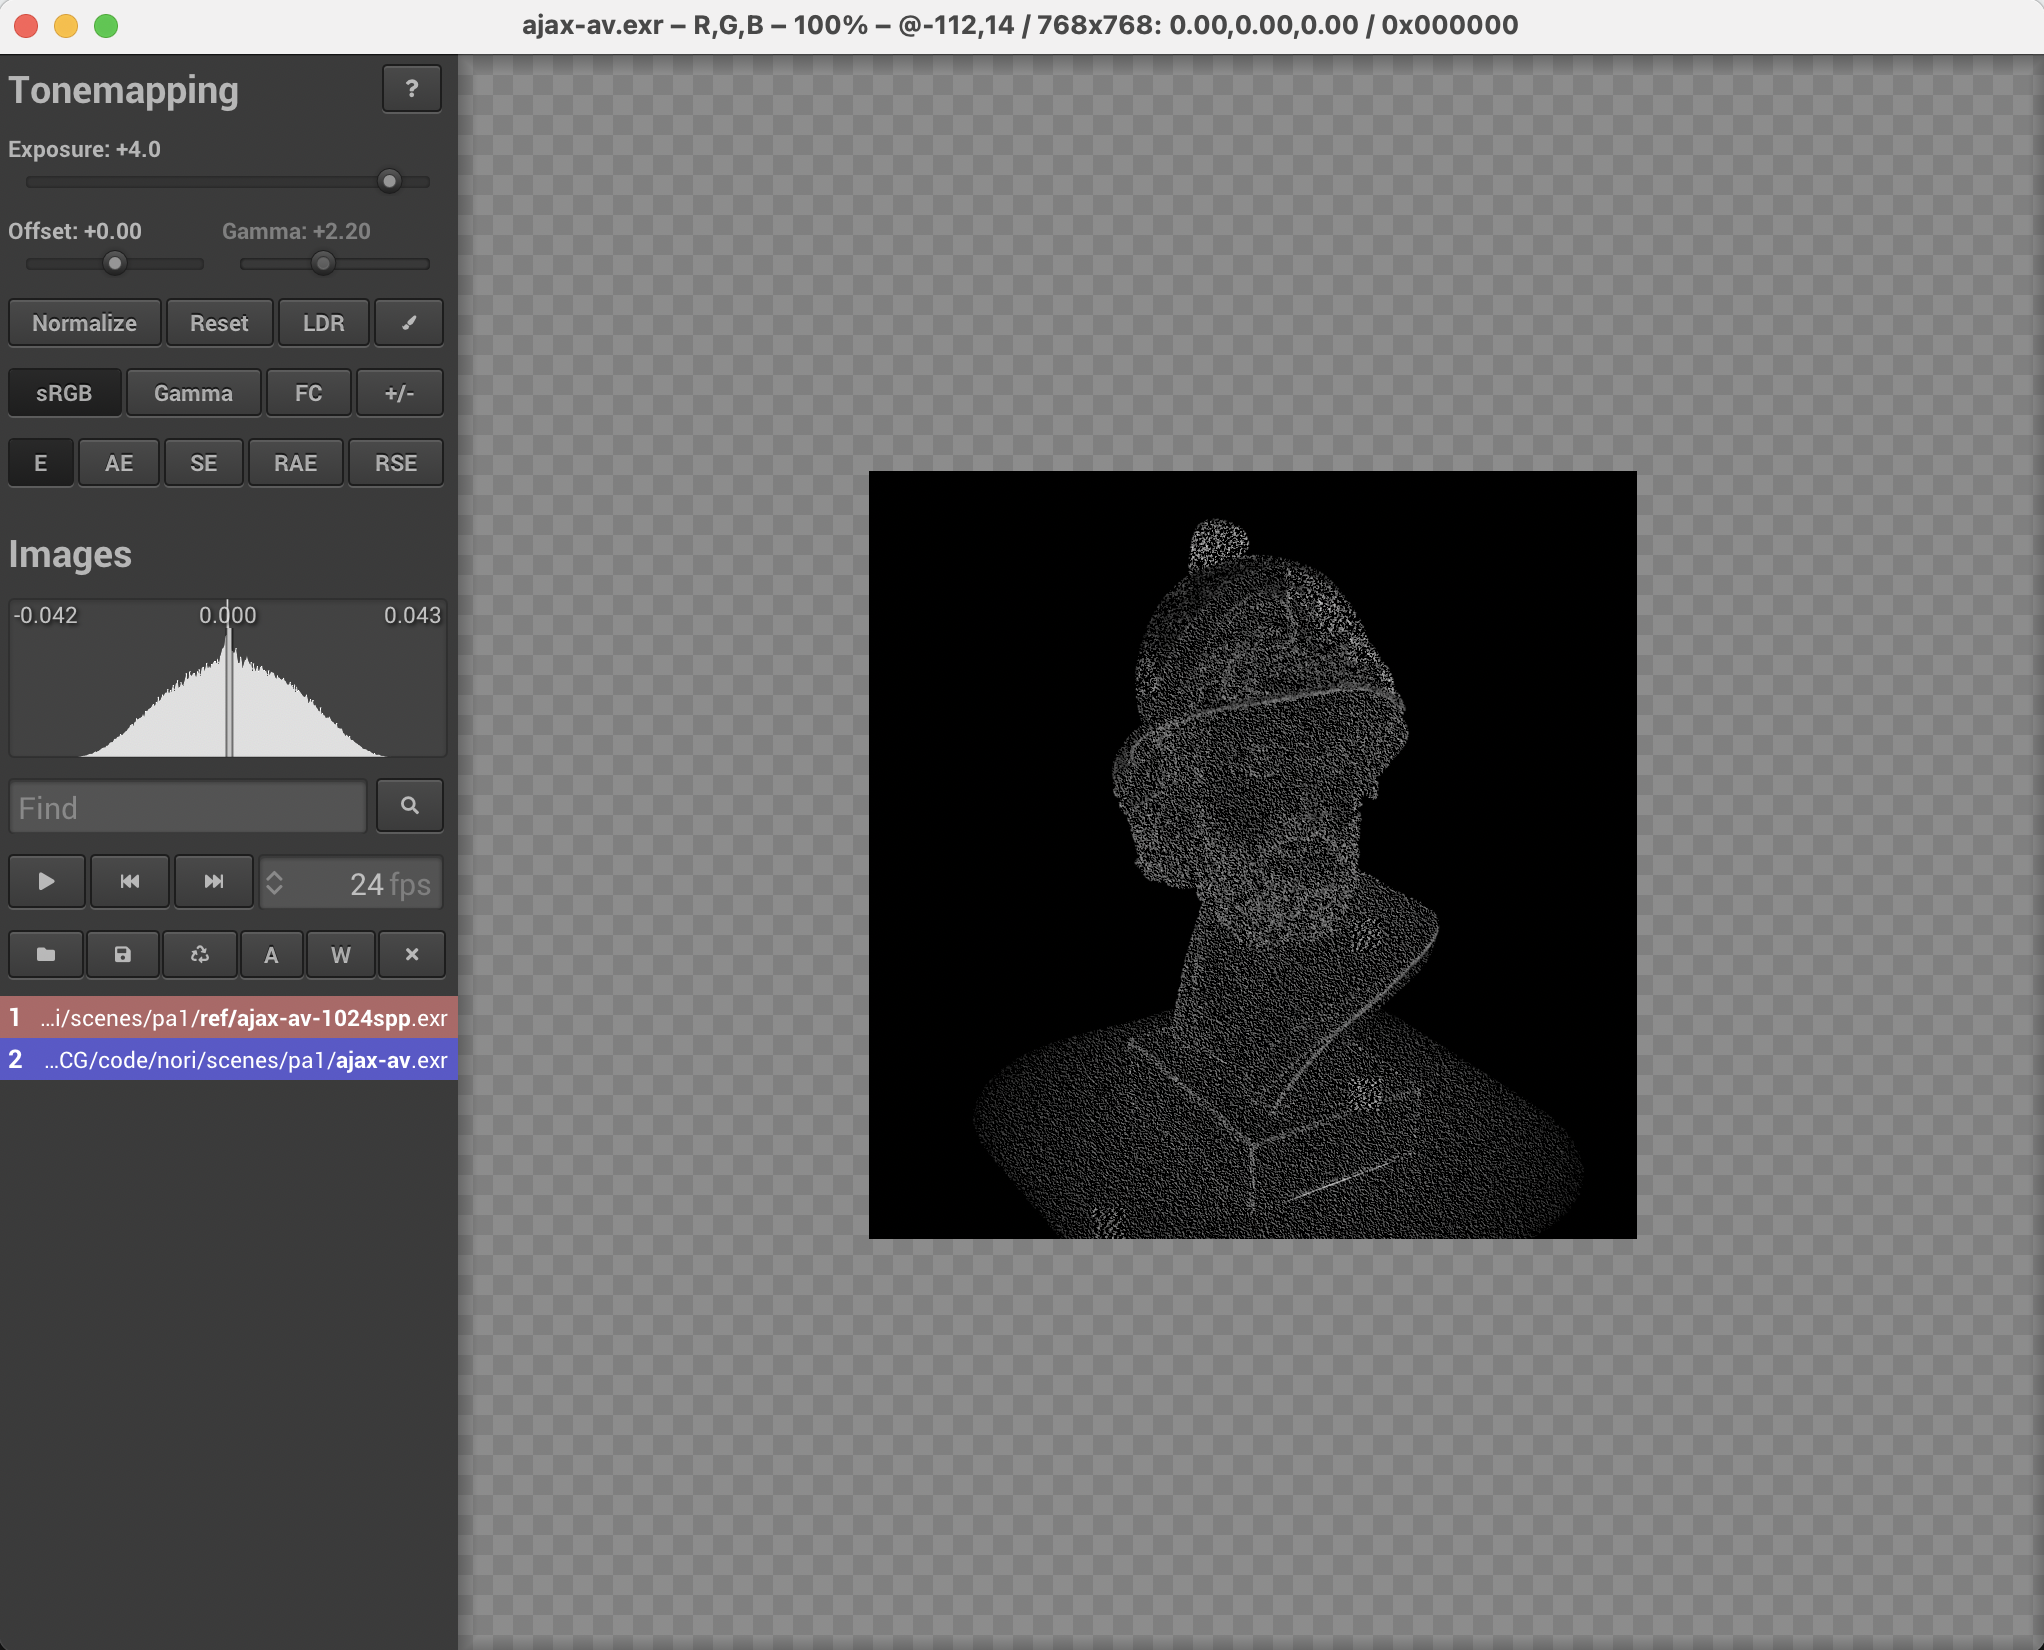 ajax-av.exr – R,G,B – 100% – @-112,14 / 768x768: 0.00,0.00,0.00 / 0x000000
Tonemapping
?
Exposure: +4.0
Offset: +0.00 Gamma: +2.20
Normalize Reset LDR
sRGB Gamma FC +/-
E AE SE RAE RSE
Images
-0.042 0.000 0.043
Find
24 fps
A W
1 ...i/scenes/pa1/ref/ajax-av-1024spp.exr
2 ...CG/code/nori/scenes/pa1/ajax-av.exr